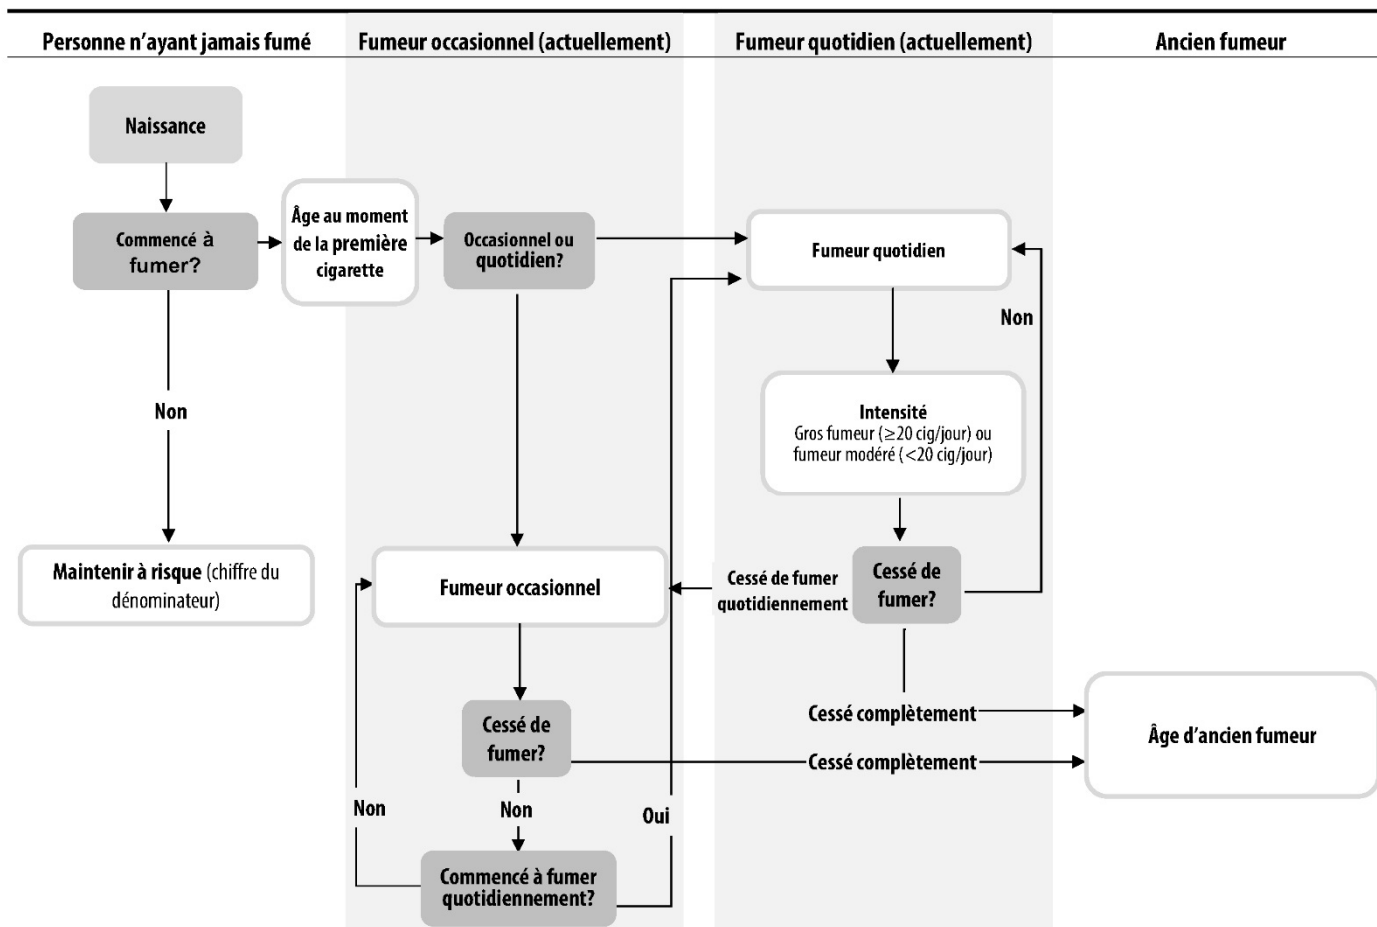 Personne n'ayant jamais fumé
Fumeur occasionnel (actuellement)
Fumeur quotidien (actuellement)
Ancien fumeur
Naissance
Commencé à
fumer?
Âge au moment
de la première
cigarette
Occasionnel ou
quotidien?
Fumeur quotidien
Non
Non
Intensité
Gros fumeur (≥20 cig/jour) ou
fumeur modéré (<20 cig/jour)
Maintenir à risque (chiffre du
dénominateur)
Fumeur occasionnel
Cessé de fumer
quotidiennement
Cessé de
fumer?
Cessé complètement
Cessé de
fumer?
Cessé complètement
Âge d'ancien fumeur
Non
Non
Oui
Commencé à fumer
quotidiennement?